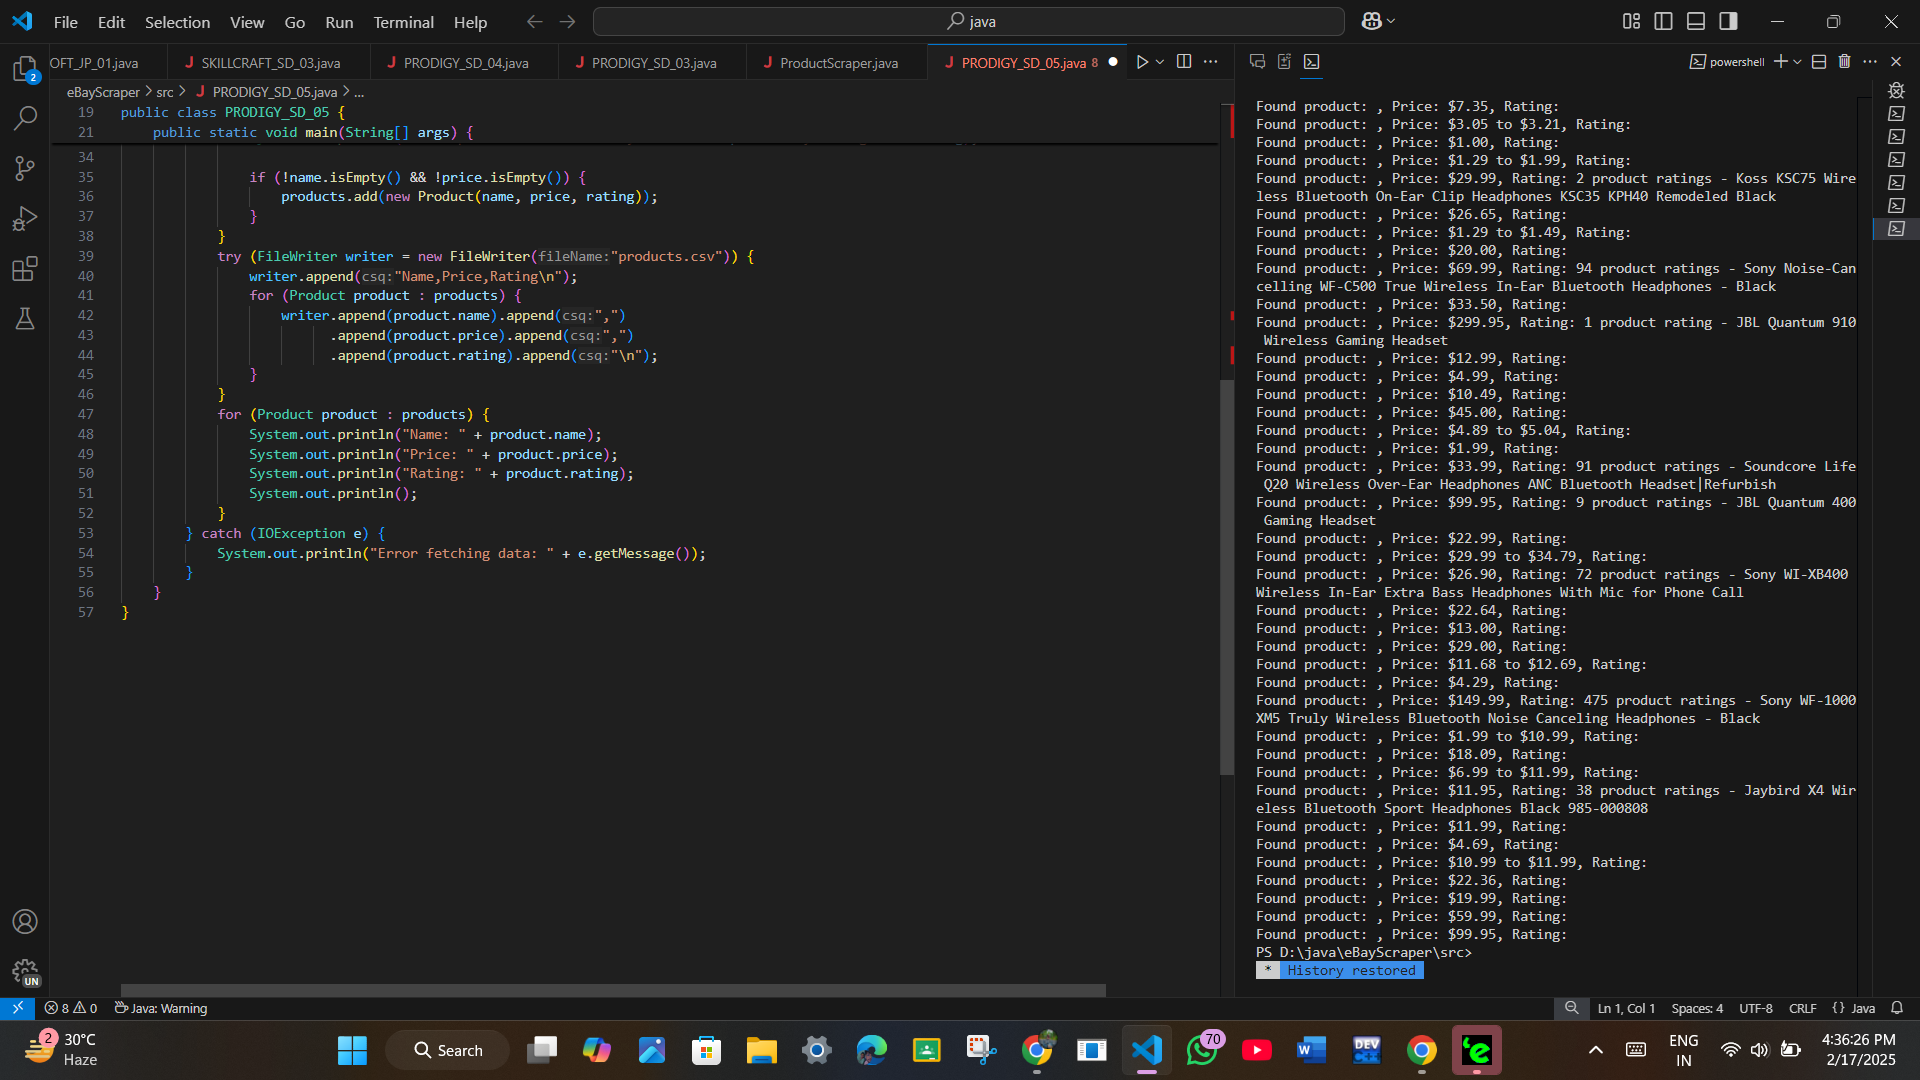 File Edit Selection View Go Run Terminal Help
java
OFT_JP_01.java SKILLCRAFT_SD_03.java PRODIGY_SD_04.java PRODIGY_SD_03.java ProductScraper.java PRODIGY_SD_05.java 8
powershell
eBayScraper > src > PRODIGY_SD_05.java > ...
19 public class PRODIGY_SD_05 {
21 public static void main(String[] args) {
34
35 if (!name.isEmpty() && !price.isEmpty()) {
36 products.add(new Product(name, price, rating));
37 }
38 }
39 try (FileWriter writer = new FileWriter(fileName:"products.csv")) {
40 writer.append(csq:"Name,Price,Rating\n");
41 for (Product product : products) {
42 writer.append(product.name).append(csq:",")
43 .append(product.price).append(csq:",")
44 .append(product.rating).append(csq:"\n");
45 }
46 }
47 for (Product product : products) {
48 System.out.println("Name: " + product.name);
49 System.out.println("Price: " + product.price);
50 System.out.println("Rating: " + product.rating);
51 System.out.println();
52 }
53 } catch (IOException e) {
54 System.out.println("Error fetching data: " + e.getMessage());
55 }
56 }
57 }
Found product: , Price: $7.35, Rating:
Found product: , Price: $3.05 to $3.21, Rating:
Found product: , Price: $1.00, Rating:
Found product: , Price: $1.29 to $1.99, Rating:
Found product: , Price: $29.99, Rating: 2 product ratings - Koss KSC75 Wire
less Bluetooth On-Ear Clip Headphones KSC35 KPH40 Remodeled Black
Found product: , Price: $26.65, Rating:
Found product: , Price: $1.29 to $1.49, Rating:
Found product: , Price: $20.00, Rating:
Found product: , Price: $69.99, Rating: 94 product ratings - Sony Noise-Can
celling WF-C500 True Wireless In-Ear Bluetooth Headphones - Black
Found product: , Price: $33.50, Rating:
Found product: , Price: $299.95, Rating: 1 product rating - JBL Quantum 910
Wireless Gaming Headset
Found product: , Price: $12.99, Rating:
Found product: , Price: $4.99, Rating:
Found product: , Price: $10.49, Rating:
Found product: , Price: $45.00, Rating:
Found product: , Price: $4.89 to $5.04, Rating:
Found product: , Price: $1.99, Rating:
Found product: , Price: $33.99, Rating: 91 product ratings - Soundcore Life
Q20 Wireless Over-Ear Headphones ANC Bluetooth Headset|Refurbish
Found product: , Price: $99.95, Rating: 9 product ratings - JBL Quantum 400
Gaming Headset
Found product: , Price: $22.99, Rating:
Found product: , Price: $29.99 to $34.79, Rating:
Found product: , Price: $26.90, Rating: 72 product ratings - Sony WI-XB400
Wireless In-Ear Extra Bass Headphones With Mic for Phone Call
Found product: , Price: $22.64, Rating:
Found product: , Price: $13.00, Rating:
Found product: , Price: $29.00, Rating:
Found product: , Price: $11.68 to $12.69, Rating:
Found product: , Price: $4.29, Rating:
Found product: , Price: $149.99, Rating: 475 product ratings - Sony WF-1000
XM5 Truly Wireless Bluetooth Noise Canceling Headphones - Black
Found product: , Price: $1.99 to $10.99, Rating:
Found product: , Price: $18.09, Rating:
Found product: , Price: $6.99 to $11.99, Rating:
Found product: , Price: $11.95, Rating: 38 product ratings - Jaybird X4 Wir
eless Bluetooth Sport Headphones Black 985-000808
Found product: , Price: $11.99, Rating:
Found product: , Price: $4.69, Rating:
Found product: , Price: $10.99 to $11.99, Rating:
Found product: , Price: $22.36, Rating:
Found product: , Price: $19.99, Rating:
Found product: , Price: $59.99, Rating:
Found product: , Price: $99.95, Rating:
PS D:\java\eBayScraper\src>
* History restored
2
UN
8 0 Java: Warning
Ln 1, Col 1 Spaces: 4 UTF-8 CRLF {} Java
2 30°C
Haze
Search
70
W
DEV
ENG
IN
4:36:26 PM
2/17/2025